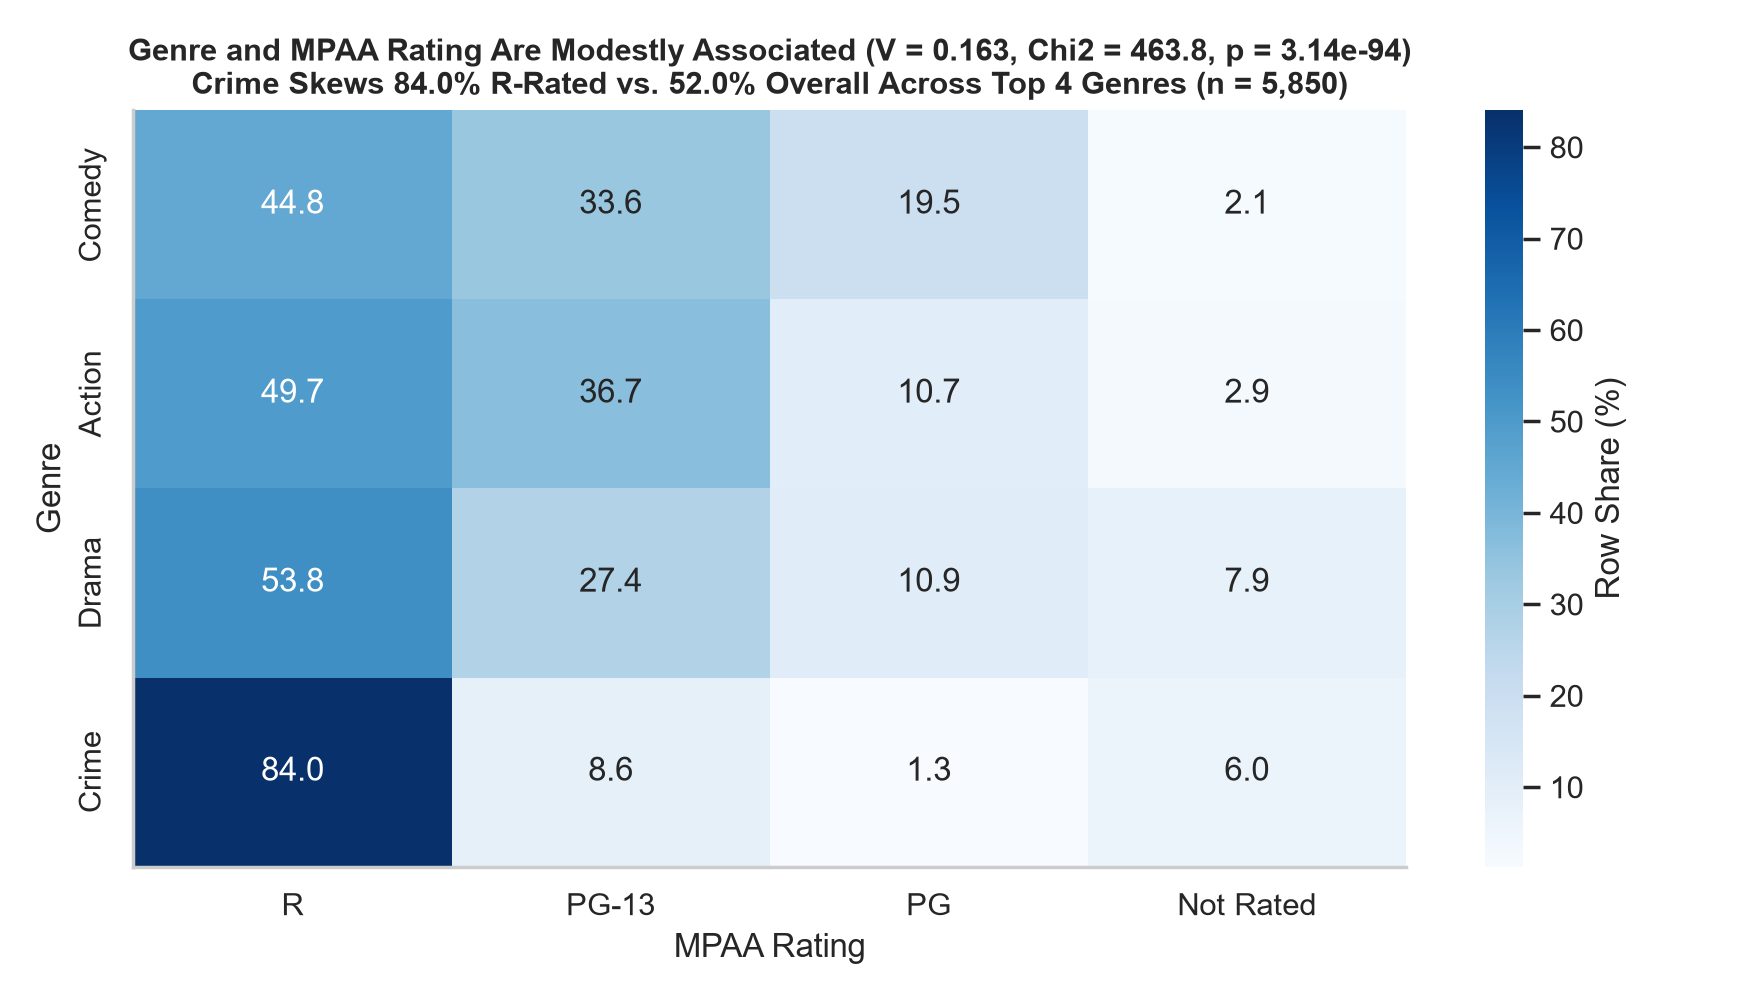 Genre and MPAA Rating Are Modestly Associated (V = 0.163, Chi2 = 463.8, p = 3.14e-94)
Crime Skews 84.0% R-Rated vs. 52.0% Overall Across Top 4 Genres (n = 5,850)
Genre
Comedy
44.8
33.6
19.5
2.1
Action
49.7
36.7
10.7
2.9
Drama
53.8
27.4
10.9
7.9
Crime
84.0
8.6
1.3
6.0
R
PG-13
PG
Not Rated
MPAA Rating
80
70
60
50
40
30
20
10
Row Share (%)